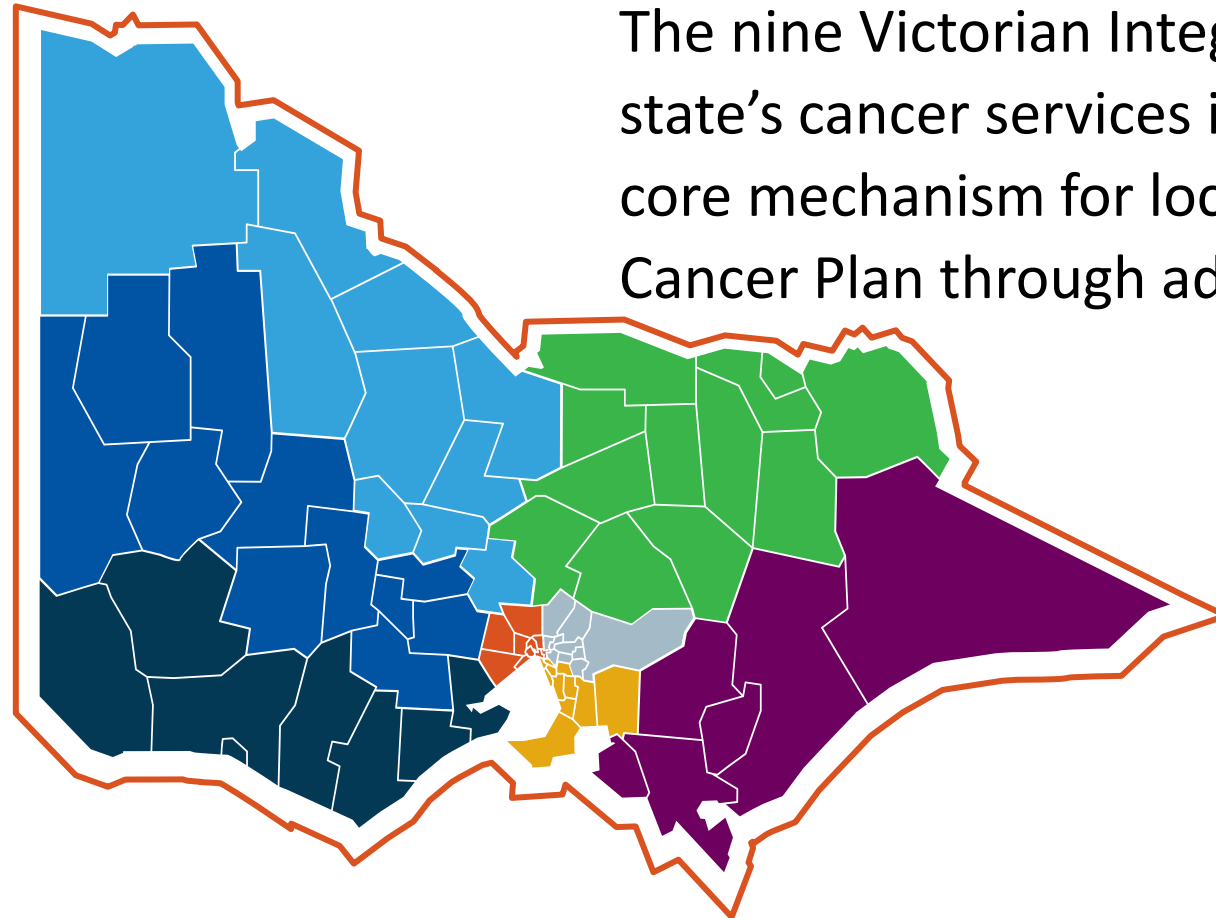 The nine Victorian Integ
state’s cancer services i
core mechanism for loc
Cancer Plan through ad